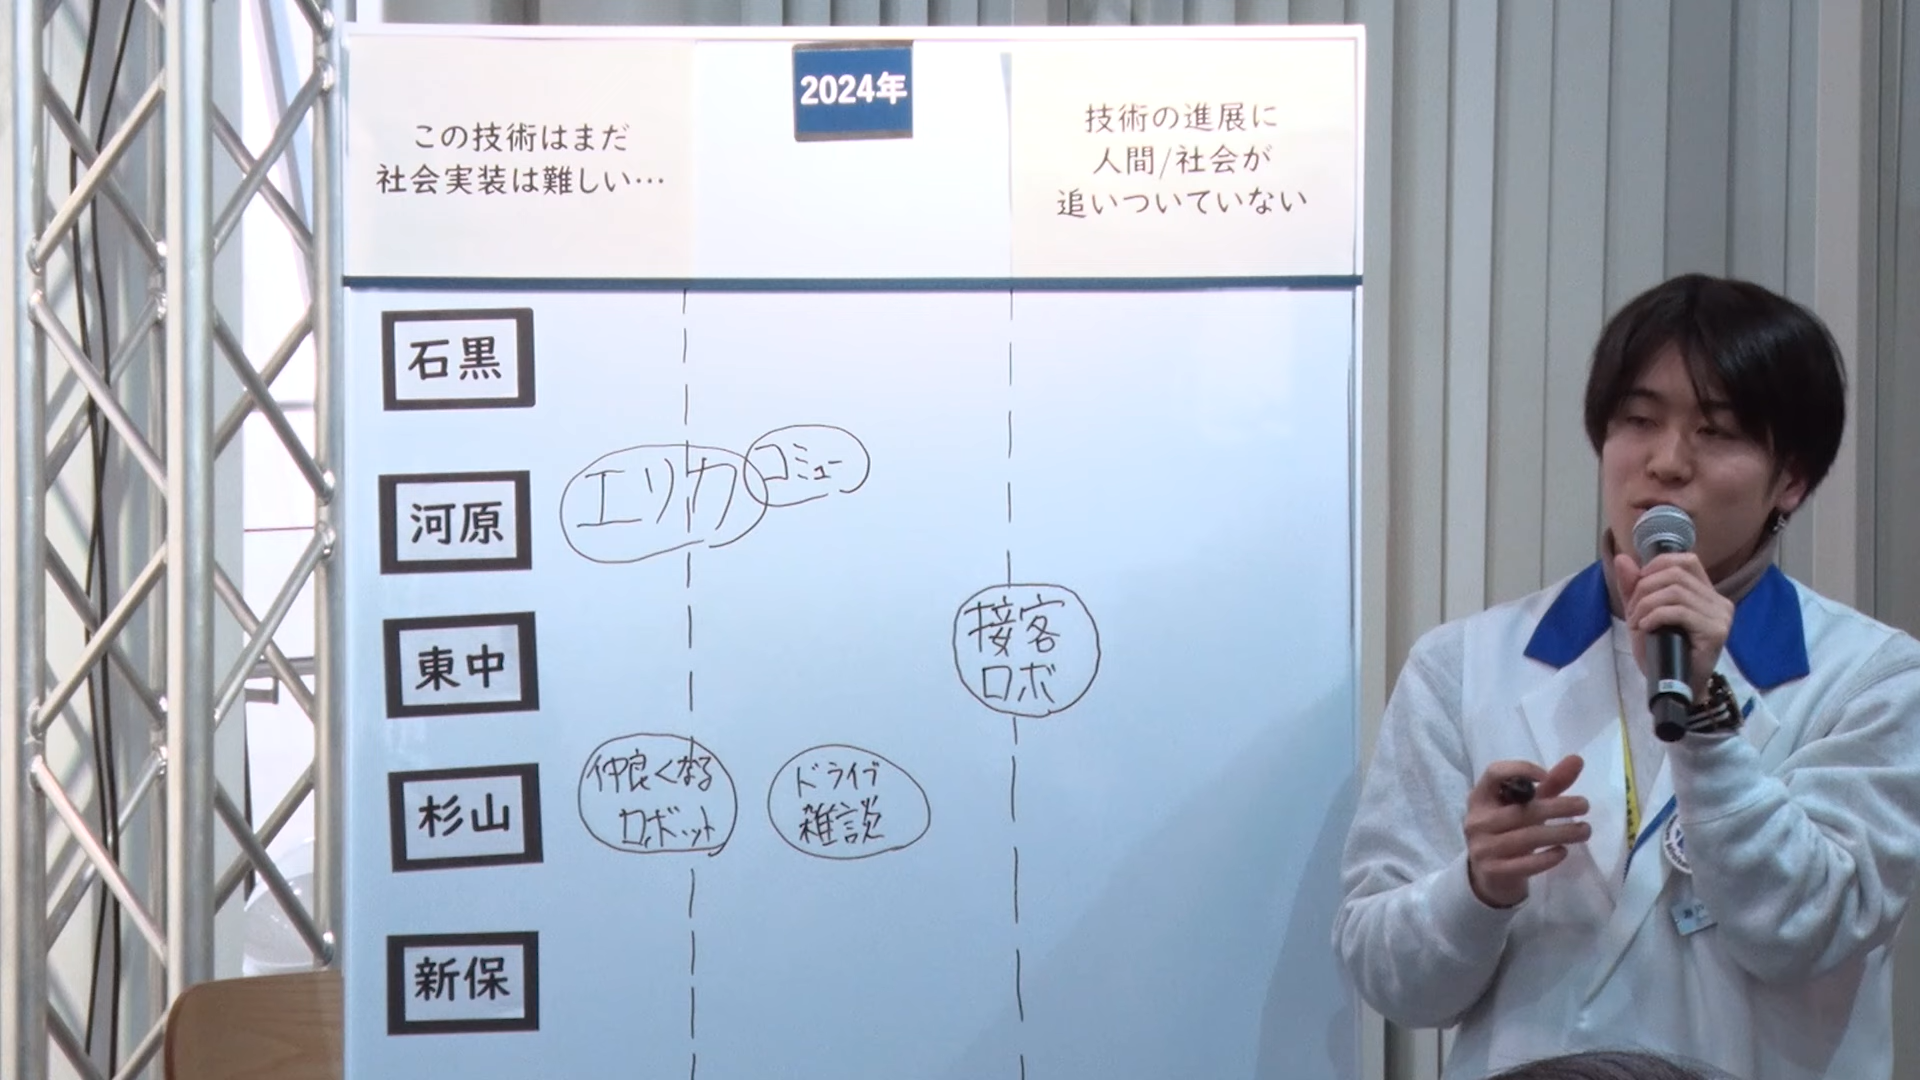 この技術はまだ
社会実装は難しい…
2024年
技術の進展に
人間/社会が
追いついていない
石黒
河原
エリカ
コミュー
東中
接客
ロボ
杉山
仲良くなる
ロボット
ドライブ
雑談
新保